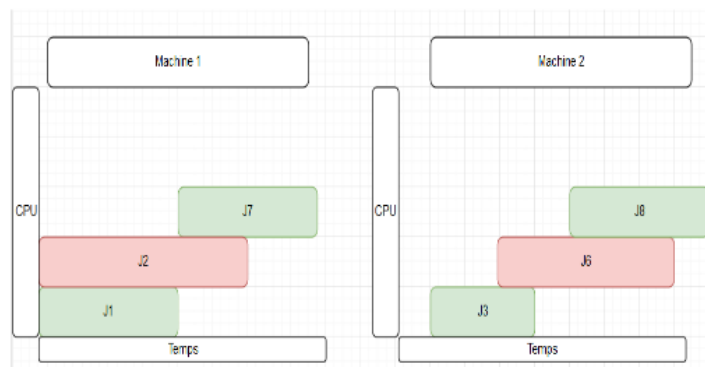 Machine 1
CPU
J7
J2
J1
Temps
Machine 2
CPU
J8
J6
J3
Temps